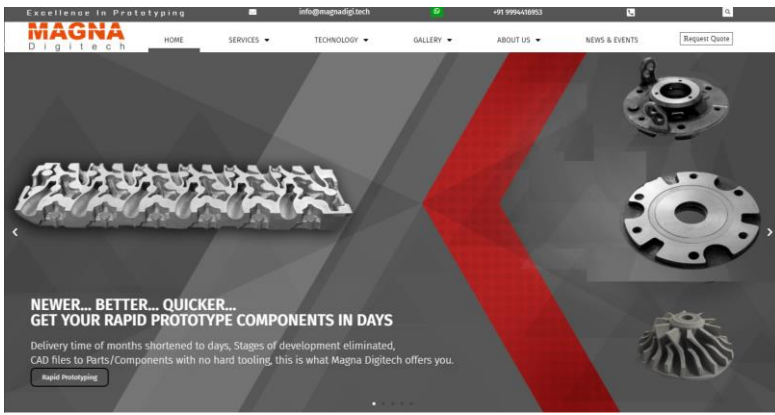 Excellence In Prototyping
info@magnadigi.tech
+91 9994416953
MAGNA
Digitech
HOME
SERVICES
TECHNOLOGY
GALLERY
ABOUT US
NEWS & EVENTS
Request Quote
NEWER... BETTER... QUICKER...
GET YOUR RAPID PROTOTYPE COMPONENTS IN DAYS
Delivery time of months shortened to days, Stages of development eliminated,
CAD files to Parts/Components with no hard tooling, this is what Magna Digitech offers you.
Rapid Prototyping